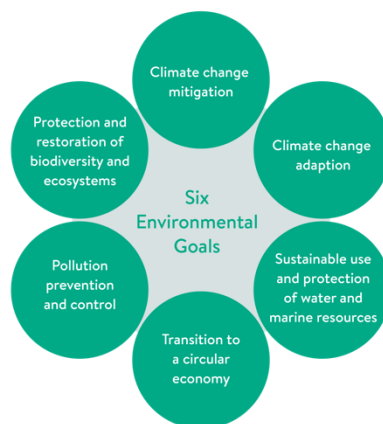 Climate change
mitigation
Climate change
adaption
Sustainable use
and protection
of water and
marine resources
Transition to
a circular
economy
Pollution
prevention
and control
Protection and
restoration of
biodiversity and
ecosystems
Six
Environmental
Goals